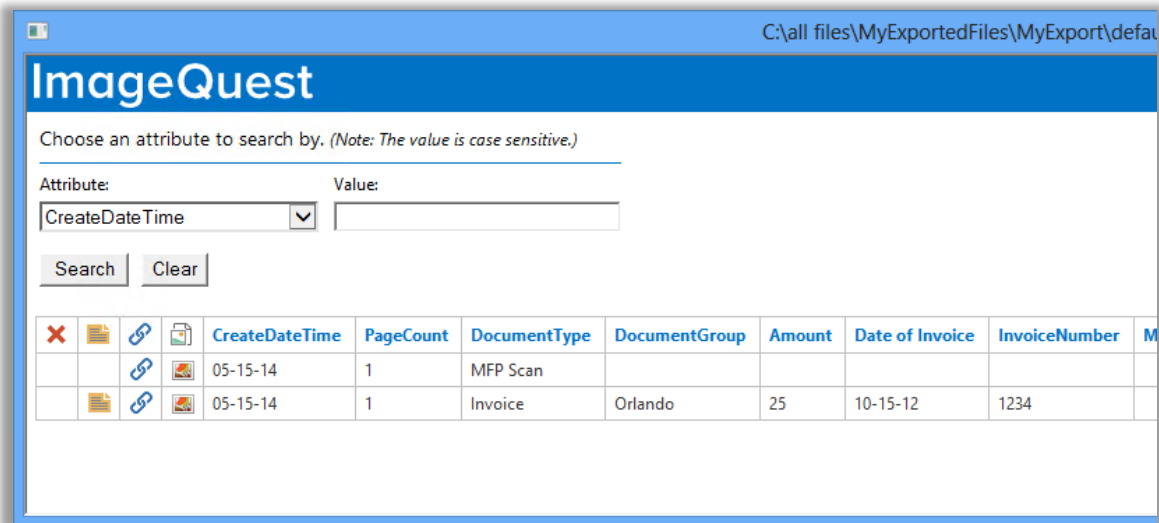 C:\all files\MyExportedFiles\MyExport\defau
ImageQuest
Choose an attribute to search by. (Note: The value is case sensitive.)
Attribute: Value:
CreateDateTime
Search Clear
CreateDateTime PageCount DocumentType DocumentGroup Amount Date of Invoice InvoiceNumber M
05-15-14 1 MFP Scan
05-15-14 1 Invoice Orlando 25 10-15-12 1234